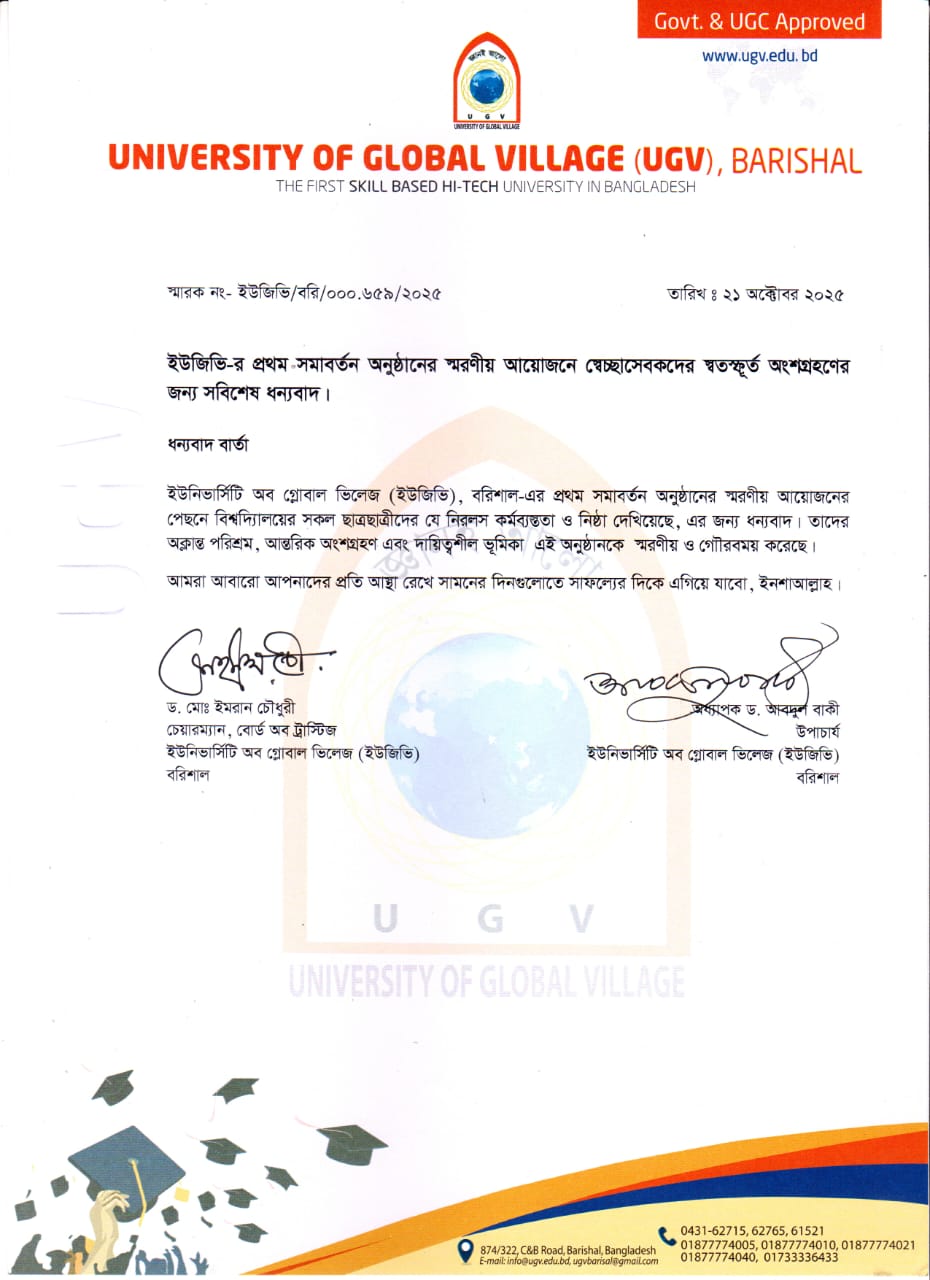 Govt. & UGC Approved
www.ugv.edu.bd
জ্ঞানই আলো
U G V
UNIVERSITY OF GLOBAL VILLAGE
UNIVERSITY OF GLOBAL VILLAGE (UGV), BARISHAL
THE FIRST SKILL BASED HI-TECH UNIVERSITY IN BANGLADESH
স্মারক নং- ইউজিভি/বরি/০০০.৬৫৯/২০২৫
তারিখ ঃ ২১ অক্টোবর ২০২৫
ইউজিভি-র প্রথম সমাবর্তন অনুষ্ঠানের স্মরণীয় আয়োজনে স্বেচ্ছাসেবকদের স্বতস্ফূর্ত অংশগ্রহণের
জন্য সবিশেষ ধন্যবাদ।
ধন্যবাদ বার্তা
ইউনিভার্সিটি অব গ্লোবাল ভিলেজ (ইউজিভি), বরিশাল-এর প্রথম সমাবর্তন অনুষ্ঠানের স্মরণীয় আয়োজনের
পেছনে বিশ্বদ্যিালয়ের সকল ছাত্রছাত্রীদের যে নিরলস কর্মব্যস্ততা ও নিষ্ঠা দেখিয়েছে, এর জন্য ধন্যবাদ। তাদের
অক্লান্ত পরিশ্রম, আন্তরিক অংশগ্রহণ এবং দায়িত্বশীল ভূমিকা এই অনুষ্ঠানকে স্মরণীয় ও গৌরবময় করেছে।
আমরা আবারো আপনাদের প্রতি আস্থা রেখে সামনের দিনগুলোতে সাফল্যের দিকে এগিয়ে যাবো, ইনশাআল্লাহ।
ড. মোঃ ইমরান চৌধুরী
চেয়ারম্যান, বোর্ড অব ট্রাস্টিজ
ইউনিভার্সিটি অব গ্লোবাল ভিলেজ (ইউজিভি)
বরিশাল
অধ্যাপক ড. আবদুল বাকী
উপাচার্য
ইউনিভার্সিটি অব গ্লোবাল ভিলেজ (ইউজিভি)
বরিশাল
জ্ঞানই আলো
U G V
UNIVERSITY OF GLOBAL VILLAGE
UGV
874/322, C&B Road, Barishal, Bangladesh
E-mail: info@ugv.edu.bd, ugvbarisal@gmail.com
0431-62715, 62765, 61521
01877774005, 01877774010, 01877774021
01877774040, 01733336433